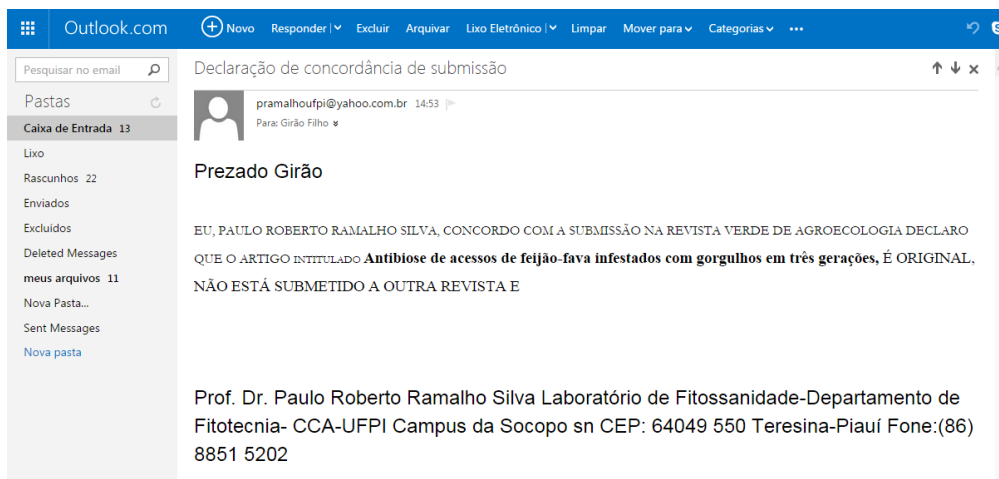 Outlook.com
Novo Responder Excluir Arquivar Lixo Eletrônico Limpar Mover para Categorias •••
Pesquisar no email
Pastas
Caixa de Entrada 13
Lixo
Rascunhos 22
Enviados
Excluídos
Deleted Messages
meus arquivos 11
Nova Pasta...
Sent Messages
Nova pasta
Declaração de concordância de submissão
pramalhoufpi@yahoo.com.br 14:53
Para: Girão Filho
Prezado Girão
EU, PAULO ROBERTO RAMALHO SILVA, CONCORDO COM A SUBMISSÃO NA REVISTA VERDE DE AGROECOLOGIA DECLARO
QUE O ARTIGO INTITULADO Antibiose de acessos de feijão-fava infestados com gorgulhos em três gerações, É ORIGINAL,
NÃO ESTÁ SUBMETIDO A OUTRA REVISTA E
Prof. Dr. Paulo Roberto Ramalho Silva Laboratório de Fitossanidade-Departamento de
Fitotecnia- CCA-UFPI Campus da Socopo sn CEP: 64049 550 Teresina-Piauí Fone:(86)
8851 5202